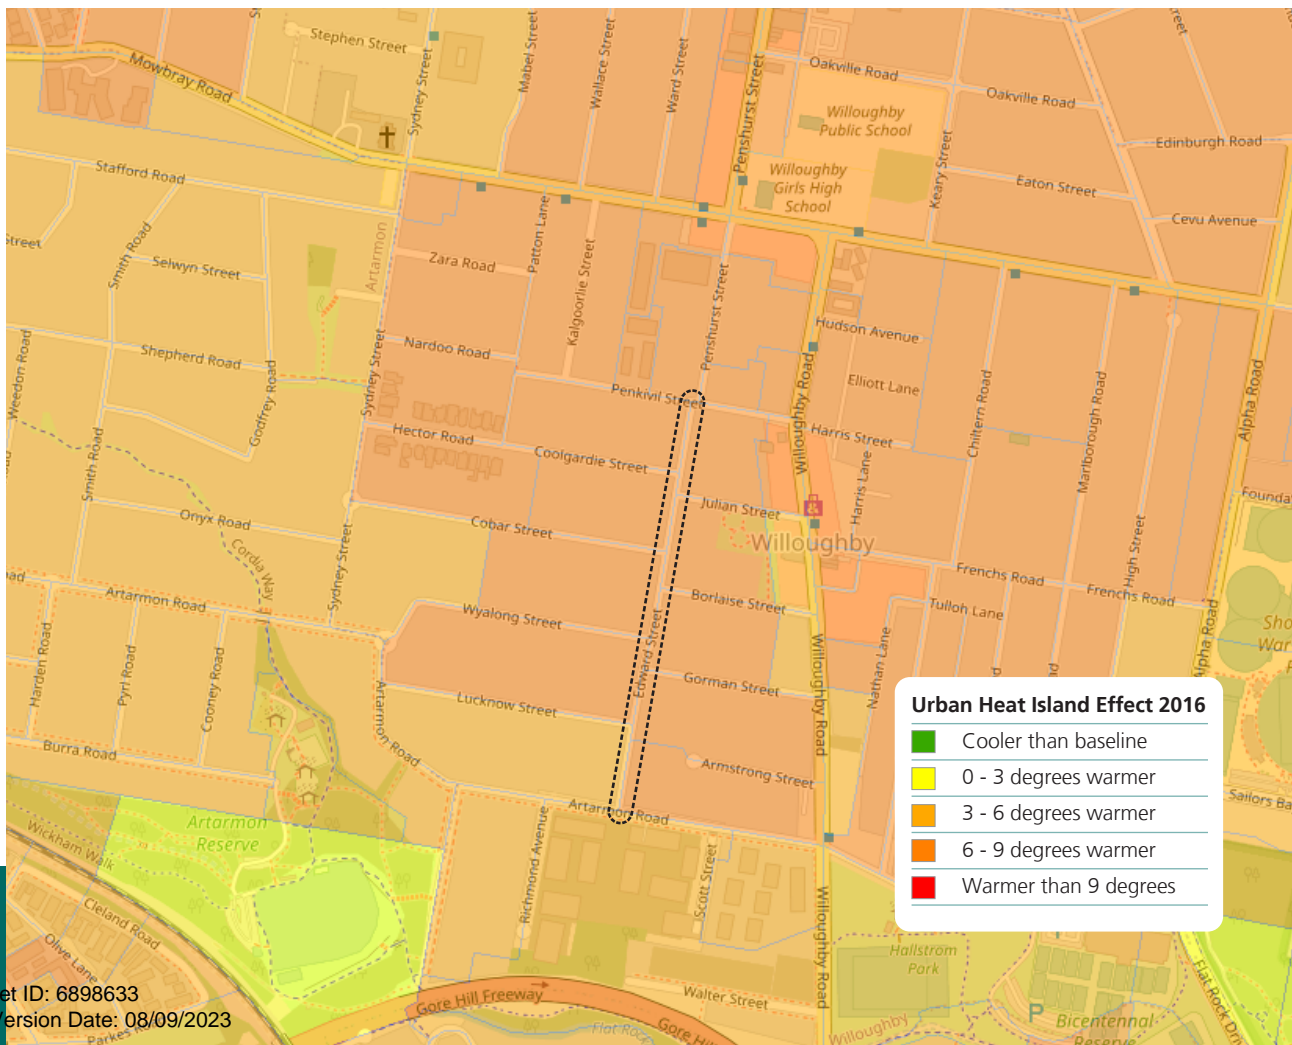 Stephen Street
Sydney Street
Mabel Street
Wallace Street
Ward Street
Penshurst Street
Oakville Road
Oakville Road
Mowbray Road
Willoughby
Public School
Edinburgh Road
Stafford Road
Willoughby
Girls High
School
Keary Street
Eaton Street
Cevu Avenue
Street
Smith Road
Selwyn Street
Artarmon
Zara Road
Patton Lane
Kalgoorlie Street
Penshurst Street
Hudson Avenue
Elliott Lane
Weedon Road
Shepherd Road
Godfrey Road
Sydney Street
Nardoo Road
Penkivil Street
Willoughby Road
Chiltern Road
Marlborough Road
Alpha Road
Smith Road
Hector Road
Coolgardie Street
Harris Street
Harris Lane
Onyx Road
Cordia Way
Sydney Street
Cobar Street
Julian Street
Willoughby
High Street
Frenchs Road
Frenchs Road
Artarmon Road
Wyalong Street
Borlaise Street
Tulloh Lane
Alpha Road
Harden Road
Pyrl Road
Cooney Road
Artarmon Road
Lucknow Street
Edward Street
Gorman Street
Willoughby Road
Nathan Lane
Burra Road
Armstrong Street
Artarmon Road
Artarmon
Reserve
Wickham Walk
Cleland Road
Olive Lane
Richmond Avenue
Scott Street
Willoughby Road
Walter Street
Gore Hill Freeway
Hallstrom
Park
Willoughby
Bicentennial
Reserve
P
Urban Heat Island Effect 2016
Cooler than baseline
0 - 3 degrees warmer
3 - 6 degrees warmer
6 - 9 degrees warmer
Warmer than 9 degrees
et ID: 6898633
ersion Date: 08/09/2023